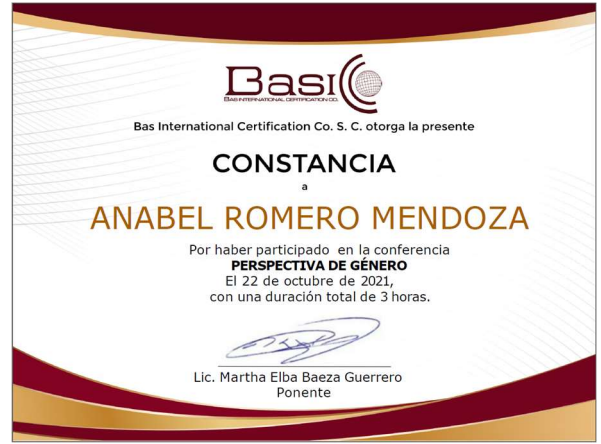 BasiCo
BAS INTERNATIONAL CERTIFICATION CO.
Bas International Certification Co. S. C. otorga la presente
CONSTANCIA
a
ANABEL ROMERO MENDOZA
Por haber participado en la conferencia
PERSPECTIVA DE GÉNERO
El 22 de octubre de 2021,
con una duración total de 3 horas.
Lic. Martha Elba Baeza Guerrero
Ponente